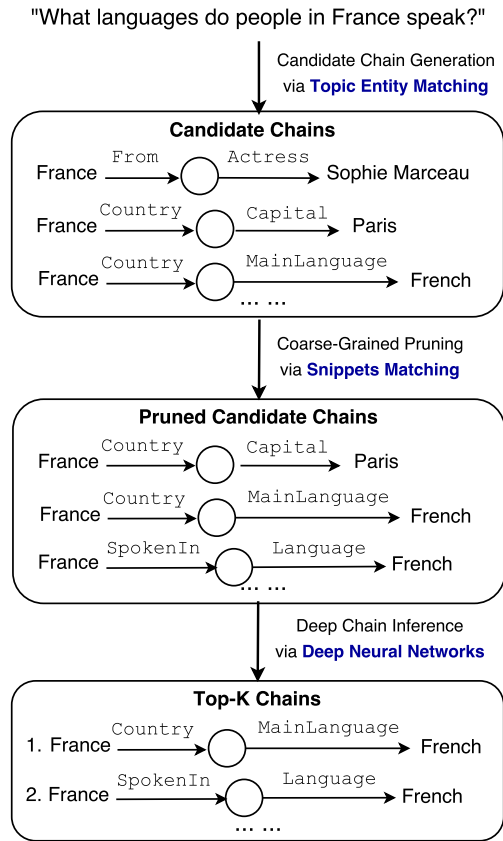 "What languages do people in France speak?"
Candidate Chain Generation
via Topic Entity Matching
Candidate Chains
France From Actress Sophie Marceau
France Country Capital Paris
France Country MainLanguage French
... ...
Coarse-Grained Pruning
via Snippets Matching
Pruned Candidate Chains
France Country Capital Paris
France Country MainLanguage French
France SpokenIn Language French
... ...
Deep Chain Inference
via Deep Neural Networks
Top-K Chains
1. France Country MainLanguage French
2. France SpokenIn Language French
... ...